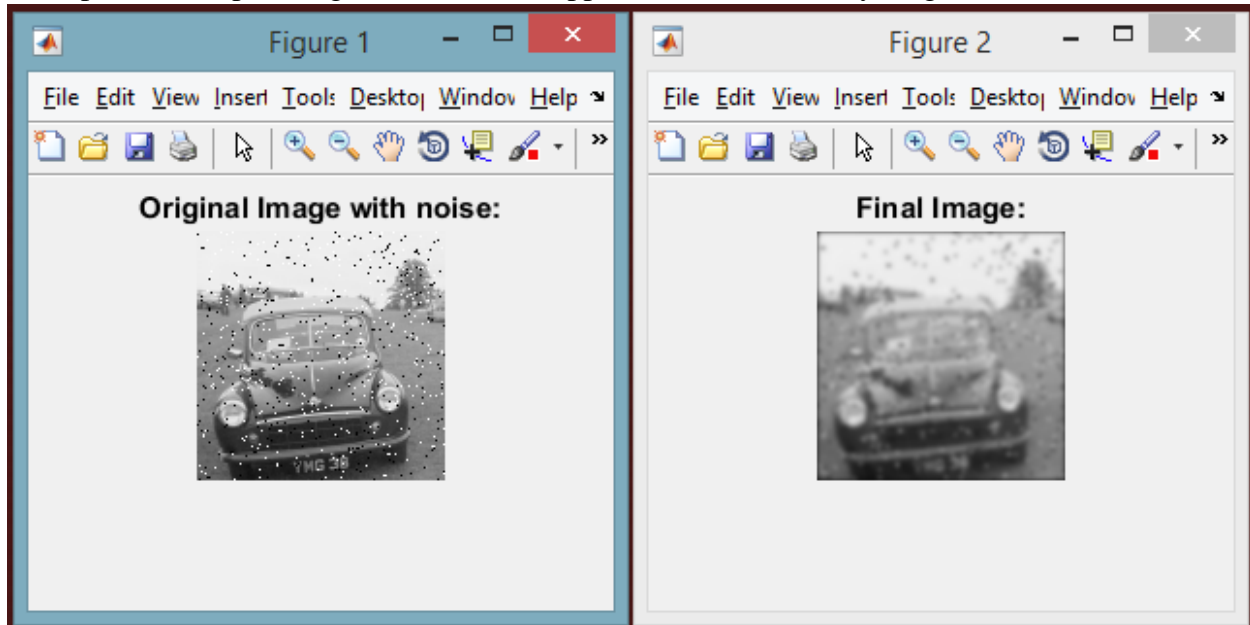 Figure 1
File Edit View Insert Tools Desktop Window Help
Original Image with noise:
YMG 38
Figure 2
File Edit View Insert Tools Desktop Window Help
Final Image: